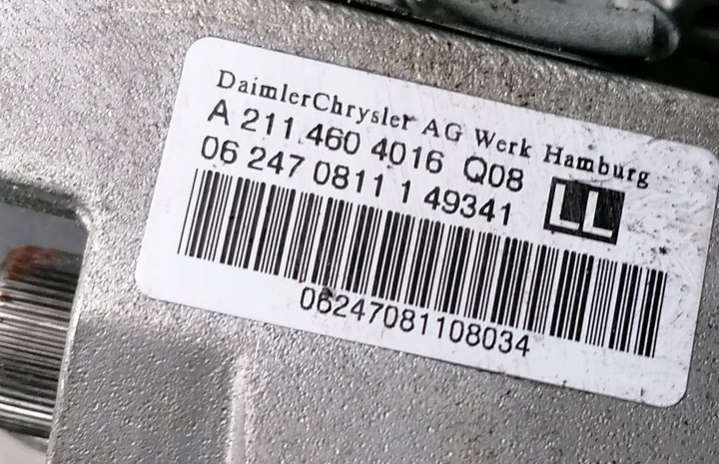 DaimlerChrysler AG Werk Hamburg
A 211 460 4016 Q08
06 247 0811 1 49341 LL
06247081108034